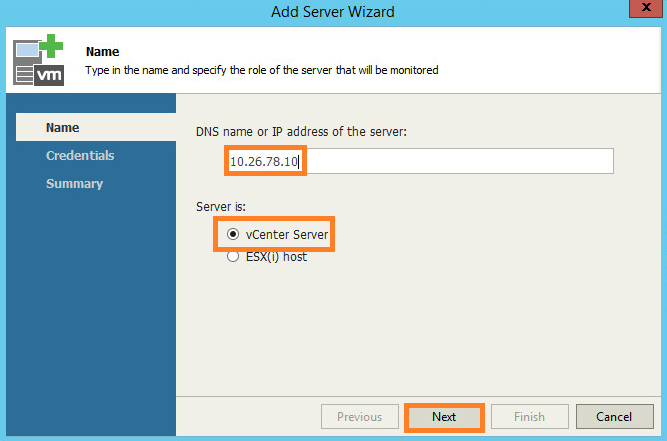 Add Server Wizard
x
vm
Name
Type in the name and specify the role of the server that will be monitored
Name
Credentials
Summary
DNS name or IP address of the server:
10.26.78.10
Server is:
vCenter Server
ESX(i) host
Previous
Next
Finish
Cancel